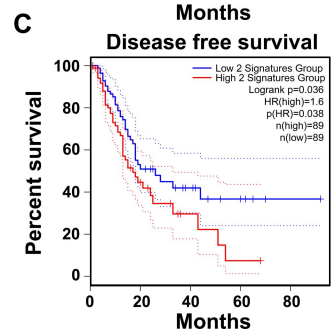 Months
C
Disease free survival
Low 2 Signatures Group
High 2 Signatures Group
Logrank p=0.036
HR(high)=1.6
p(HR)=0.038
n(high)=89
n(low)=89
Percent survival
100
80
60
40
20
0
0 20 40 60 80
Months